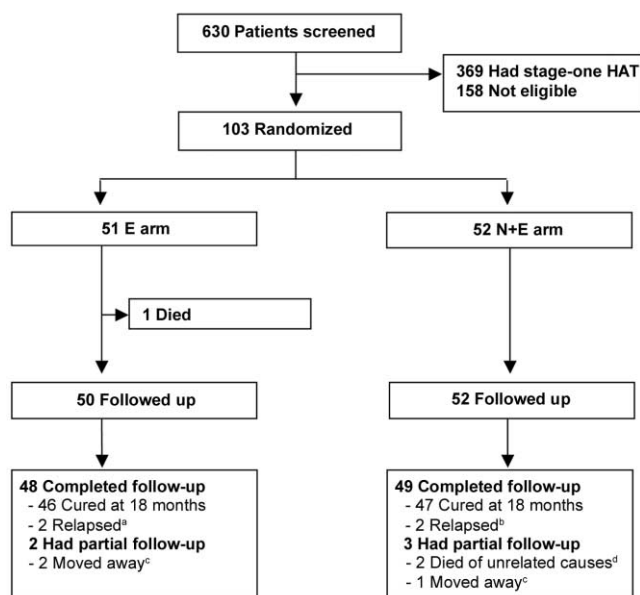 630 Patients screened
369 Had stage-one HAT
158 Not eligible
103 Randomized
51 E arm
52 N+E arm
1 Died
50 Followed up
52 Followed up
48 Completed follow-up
- 46 Cured at 18 months
- 2 Relapsedᵃ
2 Had partial follow-up
- 2 Moved awayᶜ
49 Completed follow-up
- 47 Cured at 18 months
- 2 Relapsedᵇ
3 Had partial follow-up
- 2 Died of unrelated causesᵈ
- 1 Moved awayᶜ